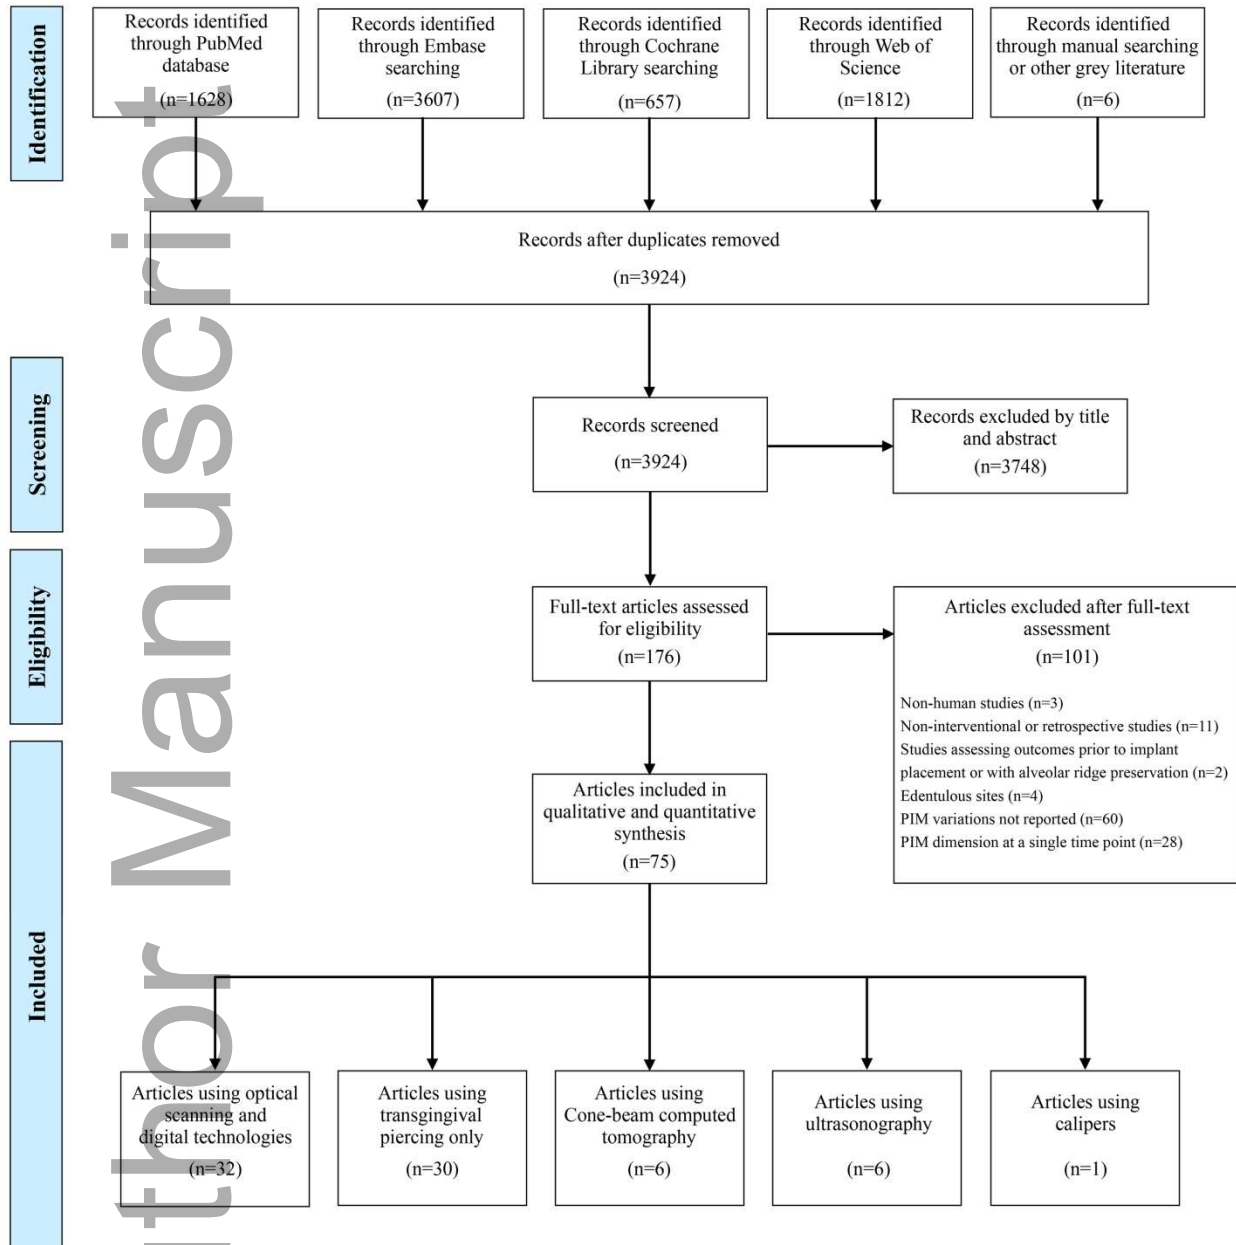 Identification
Records identified
through PubMed
database
(n=1628)
Records identified
through Embase
searching
(n=3607)
Records identified
through Cochrane
Library searching
(n=657)
Records identified
through Web of
Science
(n=1812)
Records identified
through manual searching
or other grey literature
(n=6)
Records after duplicates removed
(n=3924)
Screening
Records screened
(n=3924)
Records excluded by title
and abstract
(n=3748)
Eligibility
Full-text articles assessed
for eligibility
(n=176)
Articles excluded after full-text
assessment
(n=101)
Non-human studies (n=3)
Non-interventional or retrospective studies (n=11)
Studies assessing outcomes prior to implant
placement or with alveolar ridge preservation (n=2)
Edentulous sites (n=4)
PIM variations not reported (n=60)
PIM dimension at a single time point (n=28)
Included
Articles included in
qualitative and quantitative
synthesis
(n=75)
Articles using optical
scanning and
digital technologies
(n=32)
Articles using
transgingival
piercing only
(n=30)
Articles using
Cone-beam computed
tomography
(n=6)
Articles using
ultrasonography
(n=6)
Articles using
calipers
(n=1)
thor Manuscript